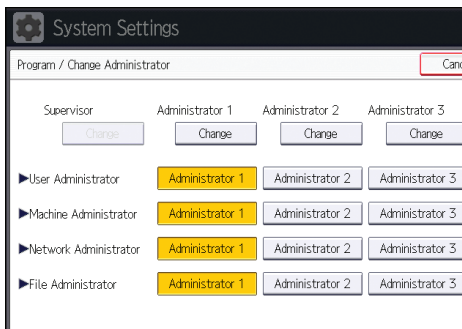 System Settings
Program / Change Administrator
Supervisor Administrator 1 Administrator 2 Administrator 3
Change Change Change Change
►User Administrator Administrator 1 Administrator 2 Administrator 3
►Machine Administrator Administrator 1 Administrator 2 Administrator 3
►Network Administrator Administrator 1 Administrator 2 Administrator 3
►File Administrator Administrator 1 Administrator 2 Administrator 3